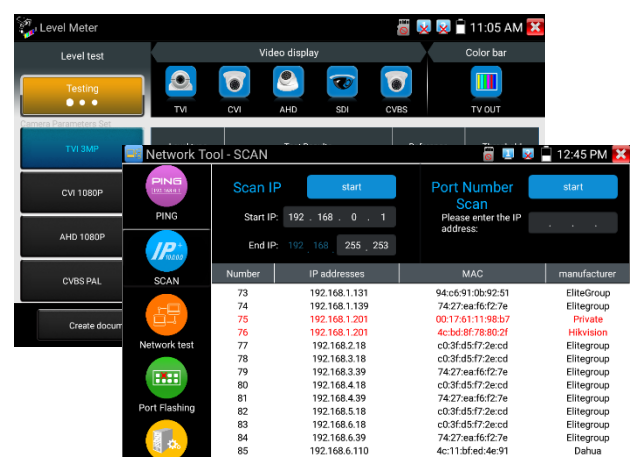 Level Meter
11:05 AM
Level test
Video display
Color bar
Testing
TVI
CVI
AHD
SDI
CVBS
TV OUT
Camera Parameters Set
TVI 3MP
CVI 1080P
AHD 1080P
CVBS PAL
Create docum
Network Tool - SCAN
12:45 PM
PING
PING
IP
SCAN
Network test
Port Flashing
Scan IP
start
Start IP: 192 . 168 . 0 . 1
End IP: 192 . 168 . 255 . 253
Port Number
Scan
start
Please enter the IP
address:
Number IP addresses MAC manufacturer
73 192.168.1.131 94:c6:91:0b:92:51 EliteGroup
74 192.168.1.139 74:27:ea:f6:f2:7e Elitegroup
75 192.168.1.201 00:17:61:11:98:b7 Private
76 192.168.1.201 4c:bd:8f:78:80:2f Hikvision
77 192.168.2.18 c0:3f:d5:f7:2e:cd Elitegroup
78 192.168.3.18 c0:3f:d5:f7:2e:cd Elitegroup
79 192.168.3.39 74:27:ea:f6:f2:7e Elitegroup
80 192.168.4.18 c0:3f:d5:f7:2e:cd Elitegroup
81 192.168.4.39 74:27:ea:f6:f2:7e Elitegroup
82 192.168.5.18 c0:3f:d5:f7:2e:cd Elitegroup
83 192.168.6.18 c0:3f:d5:f7:2e:cd Elitegroup
84 192.168.6.39 74:27:ea:f6:f2:7e Elitegroup
85 192.168.6.110 4c:11:bf:ed:4e:91 Dahua